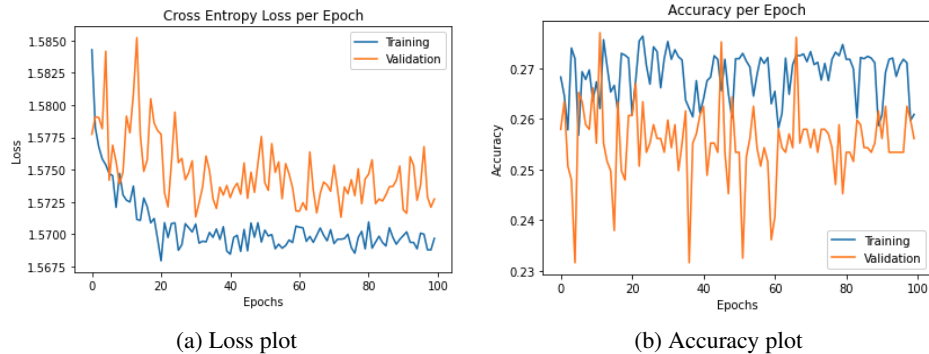 Cross Entropy Loss per Epoch
1.5850
1.5825
1.5800
1.5775
1.5750
1.5725
1.5700
1.5675
Loss
Training
Validation
0 20 40 60 80 100
Epochs
(a) Loss plot
Accuracy per Epoch
0.27
0.26
0.25
0.24
0.23
Accuracy
Training
Validation
0 20 40 60 80 100
Epochs
(b) Accuracy plot